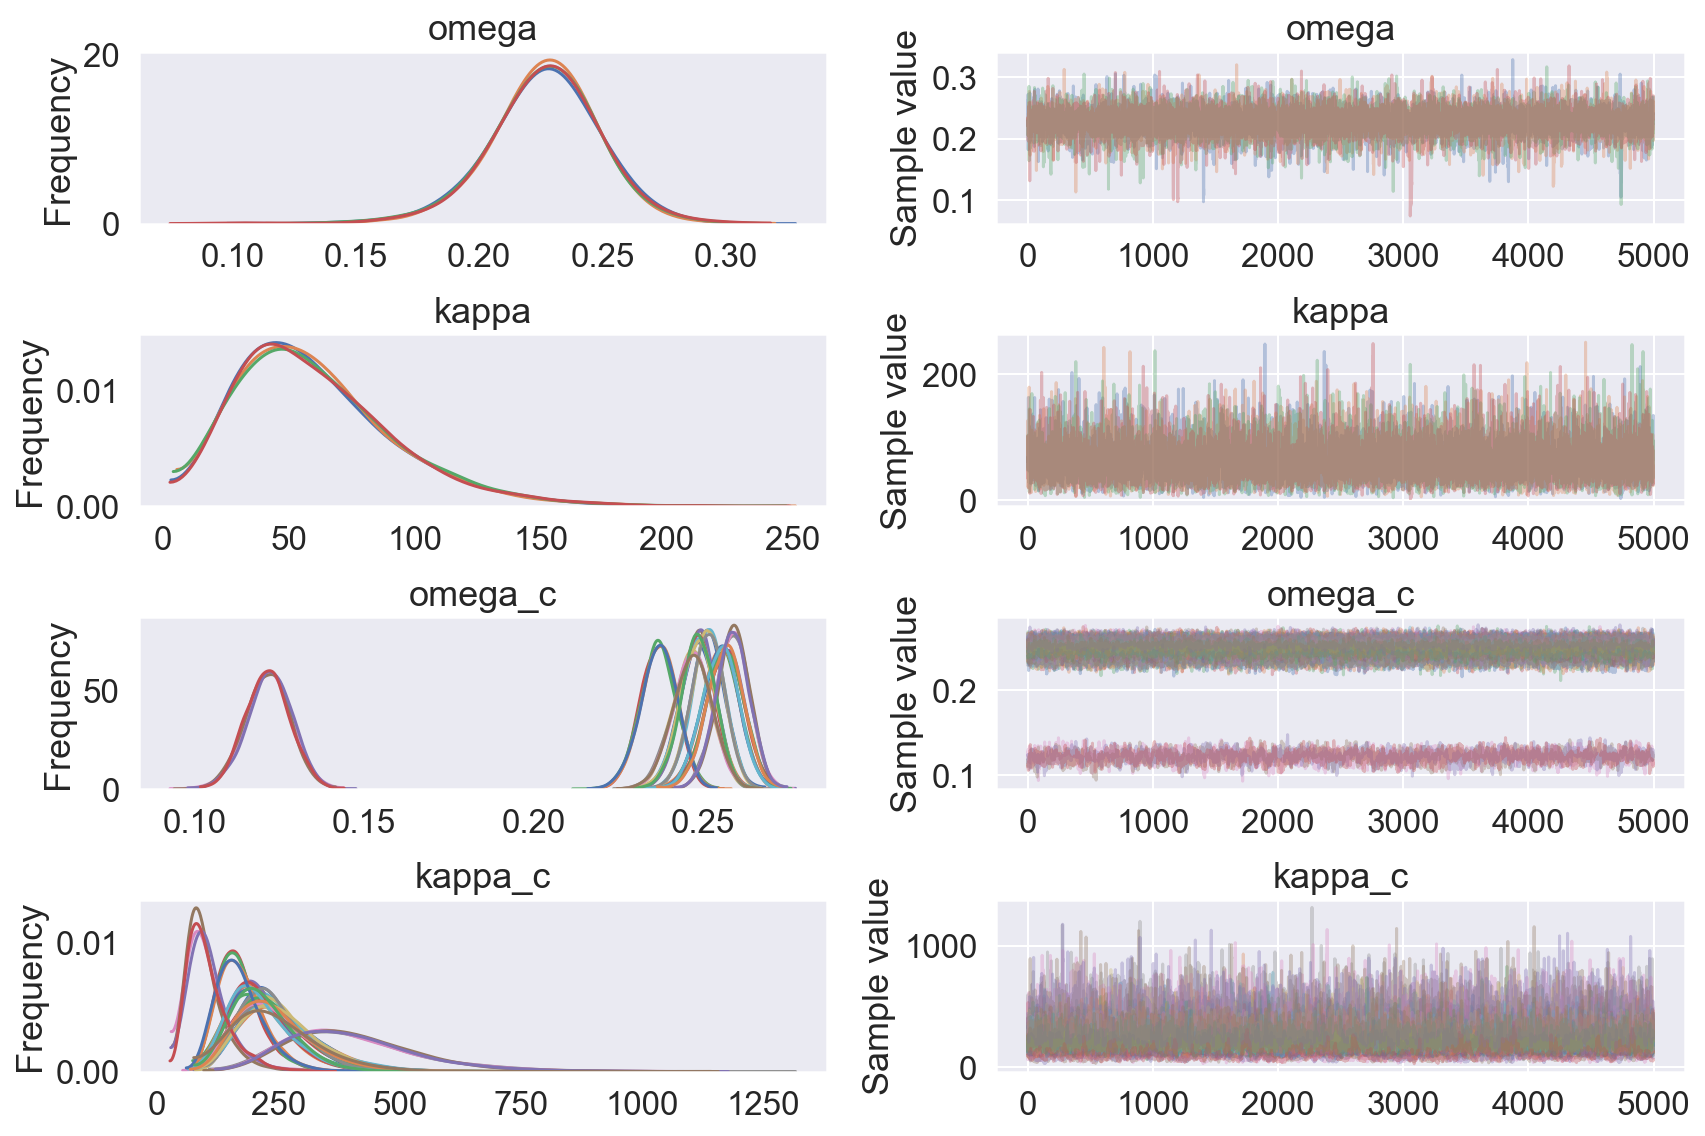 omega
20
Frequency
0
0.10 0.15 0.20 0.25 0.30
omega
0.3
Sample value
0.2
0.1
0 1000 2000 3000 4000 5000
kappa
Frequency
0.01
0.00
0 50 100 150 200 250
kappa
Sample value
200
0
0 1000 2000 3000 4000 5000
omega_c
Frequency
50
0
0.10 0.15 0.20 0.25
omega_c
Sample value
0.2
0.1
0 1000 2000 3000 4000 5000
kappa_c
Frequency
0.01
0.00
0 250 500 750 1000 1250
kappa_c
Sample value
1000
0
0 1000 2000 3000 4000 5000